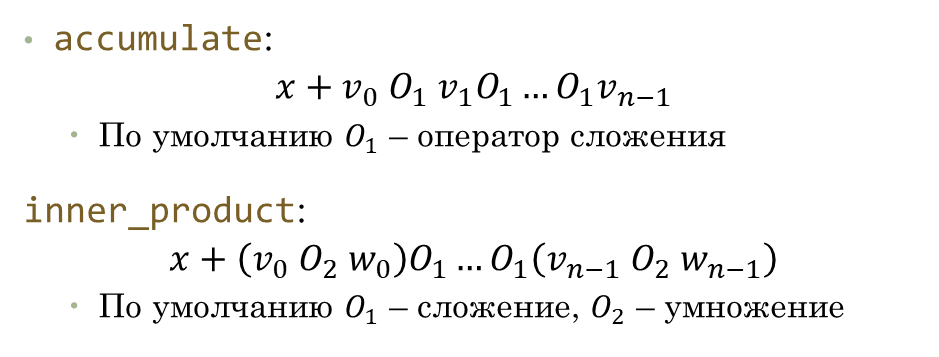 • accumulate:
x + v₀ O₁ v₁O₁ … O₁vₙ₋₁
• По умолчанию O₁ – оператор сложения
inner_product:
x + (v₀ O₂ w₀)O₁ … O₁(vₙ₋₁ O₂ wₙ₋₁)
• По умолчанию O₁ – сложение, O₂ – умножение